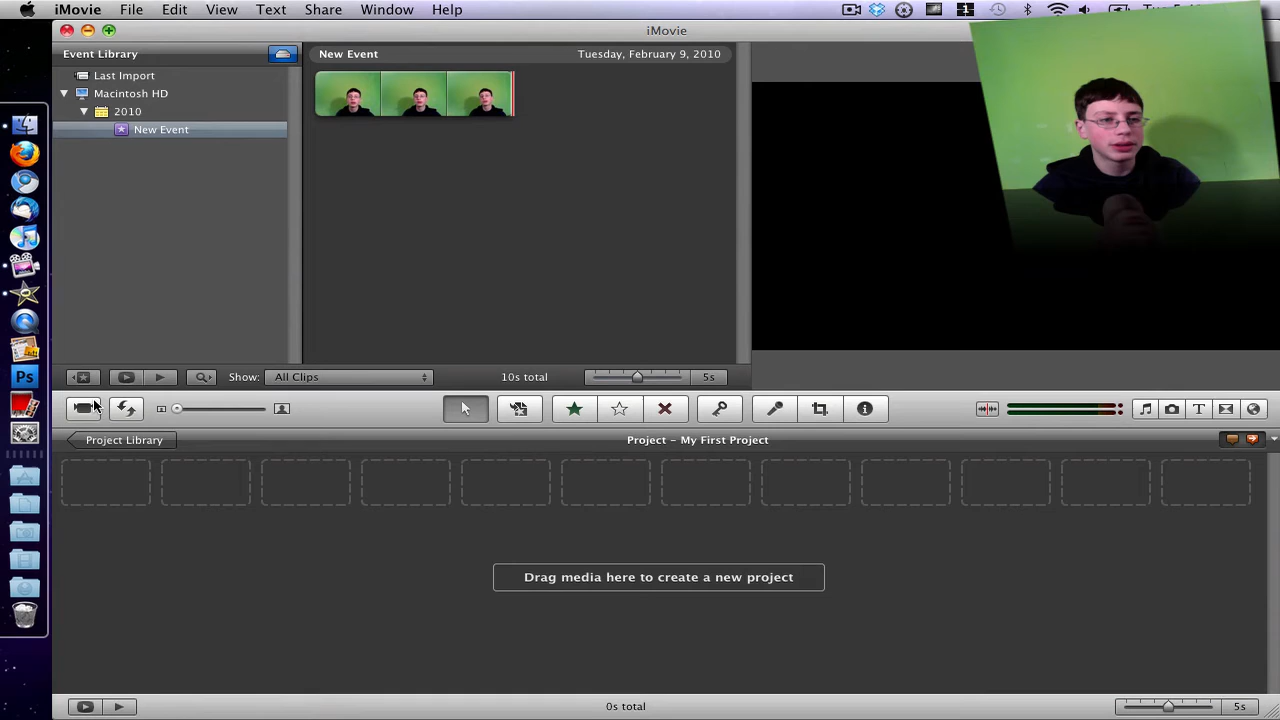 iMovie File Edit View Text Share Window Help
iMovie
Event Library
New Event Tuesday, February 9, 2010
Last Import
Macintosh HD
2010
New Event
Show: All Clips 10s total 5s
Project Library Project – My First Project
Drag media here to create a new project
0s total 5s
Ps